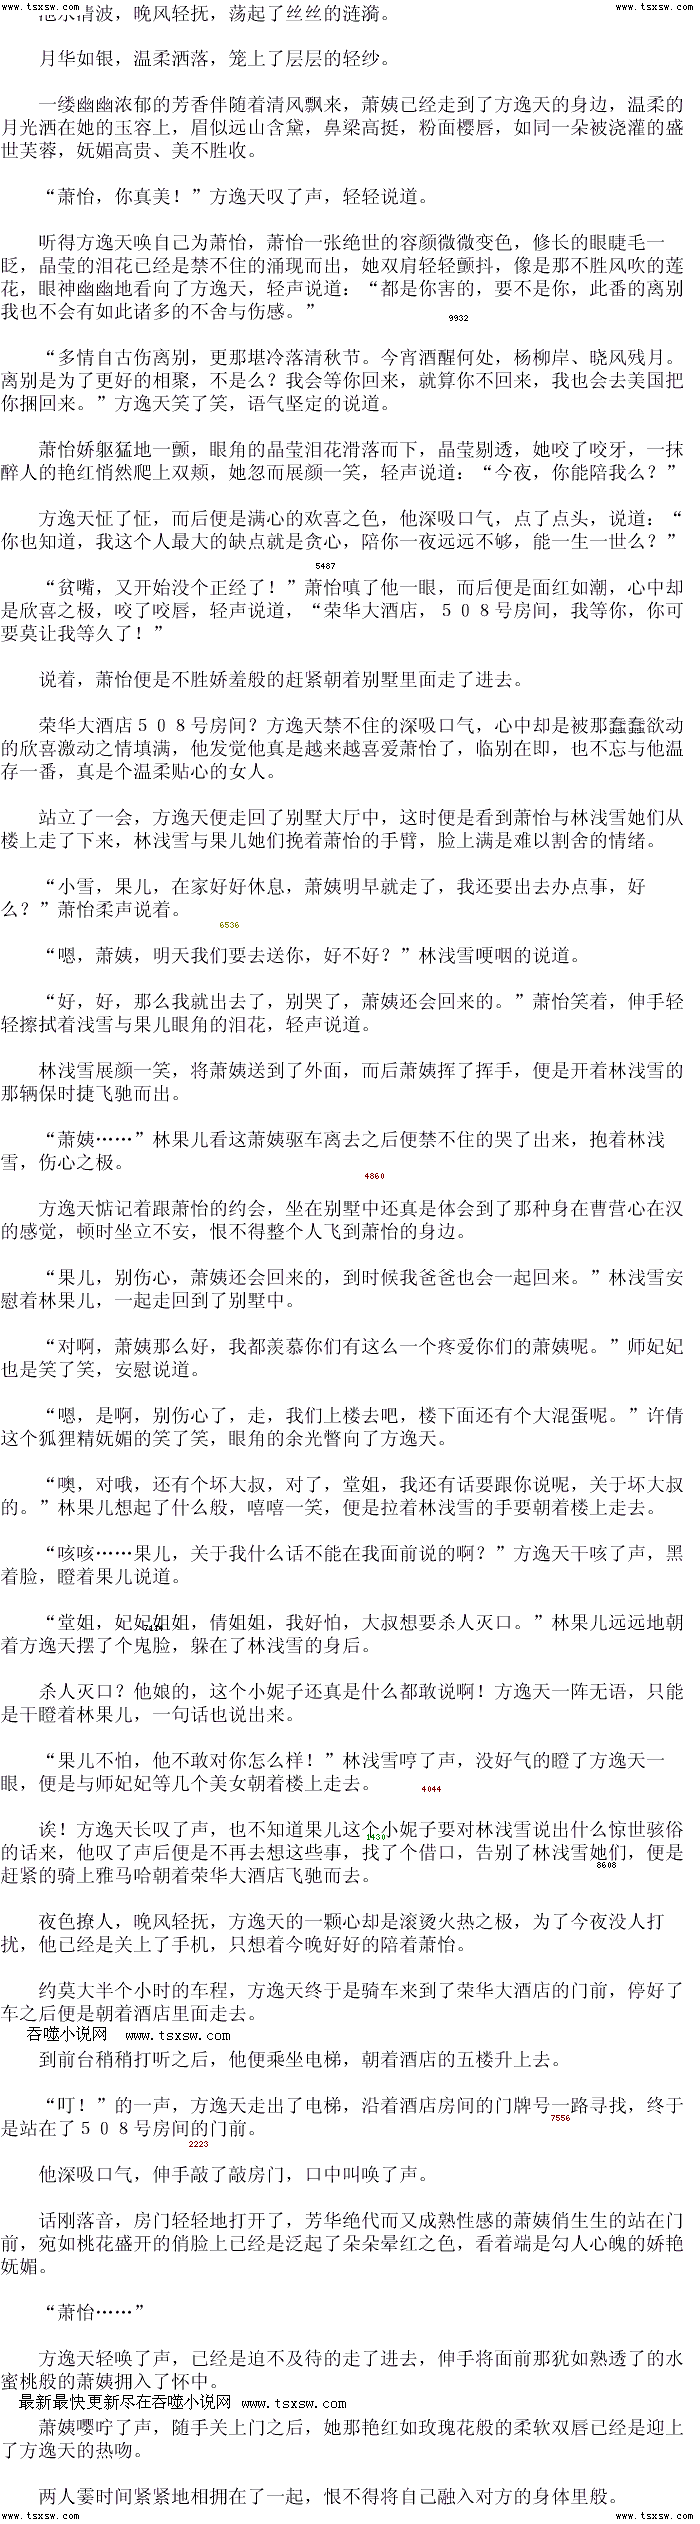 www.tsxsw.com www.tsxsw.com
池水清波，晚风轻抚，荡起了丝丝的涟漪。
月华如银，温柔洒落，笼上了层层的轻纱。
一缕幽幽浓郁的芳香伴随着清风飘来，萧姨已经走到了方逸天的身边，温柔的
月光洒在她的玉容上，眉似远山含黛，鼻梁高挺，粉面樱唇，如同一朵被浇灌的盛
世芙蓉，妩媚高贵、美不胜收。
“萧怡，你真美！”方逸天叹了声，轻轻说道。
听得方逸天唤自己为萧怡，萧怡一张绝世的容颜微微变色，修长的眼睫毛一
眨，晶莹的泪花已经是禁不住的涌现而出，她双肩轻轻颤抖，像是那不胜风吹的莲
花，眼神幽幽地看向了方逸天，轻声说道：“都是你害的，要不是你，此番的离别
我也不会有如此诸多的不舍与伤感。”
9932
“多情自古伤离别，更那堪冷落清秋节。今宵酒醒何处，杨柳岸、晓风残月。
离别是为了更好的相聚，不是么？我会等你回来，就算你不回来，我也会去美国把
你捆回来。”方逸天笑了笑，语气坚定的说道。
萧怡娇躯猛地一颤，眼角的晶莹泪花滑落而下，晶莹剔透，她咬了咬牙，一抹
醉人的艳红悄然爬上双颊，她忽而展颜一笑，轻声说道：“今夜，你能陪我么？”
方逸天怔了怔，而后便是满心的欢喜之色，他深吸口气，点了点头，说道：“
你也知道，我这个人最大的缺点就是贪心，陪你一夜远远不够，能一生一世么？”
5487
“贫嘴，又开始没个正经了！”萧怡嗔了他一眼，而后便是面红如潮，心中却
是欣喜之极，咬了咬唇，轻声说道，“荣华大酒店，５０８号房间，我等你，你可
要莫让我等久了！”
说着，萧怡便是不胜娇羞般的赶紧朝着别墅里面走了进去。
荣华大酒店５０８号房间？方逸天禁不住的深吸口气，心中却是被那蠢蠢欲动
的欣喜激动之情填满，他发觉他真是越来越喜爱萧怡了，临别在即，也不忘与他温
存一番，真是个温柔贴心的女人。
站立了一会，方逸天便走回了别墅大厅中，这时便是看到萧怡与林浅雪她们从
楼上走了下来，林浅雪与果儿她们挽着萧怡的手臂，脸上满是难以割舍的情绪。
“小雪，果儿，在家好好休息，萧姨明早就走了，我还要出去办点事，好
么？”萧怡柔声说着。
6536
“嗯，萧姨，明天我们要去送你，好不好？”林浅雪哽咽的说道。
“好，好，那么我就出去了，别哭了，萧姨还会回来的。”萧怡笑着，伸手轻
轻擦拭着浅雪与果儿眼角的泪花，轻声说道。
林浅雪展颜一笑，将萧姨送到了外面，而后萧姨挥了挥手，便是开着林浅雪的
那辆保时捷飞驰而出。
“萧姨……”林果儿看这萧姨驱车离去之后便禁不住的哭了出来，抱着林浅
雪，伤心之极。
4860
方逸天惦记着跟萧怡的约会，坐在别墅中还真是体会到了那种身在曹营心在汉
的感觉，顿时坐立不安，恨不得整个人飞到萧怡的身边。
“果儿，别伤心，萧姨还会回来的，到时候我爸爸也会一起回来。”林浅雪安
慰着林果儿，一起走回到了别墅中。
“对啊，萧姨那么好，我都羡慕你们有这么一个疼爱你们的萧姨呢。”师妃妃
也是笑了笑，安慰说道。
“嗯，是啊，别伤心了，走，我们上楼去吧，楼下面还有个大混蛋呢。”许倩
这个狐狸精妩媚的笑了笑，眼角的余光瞥向了方逸天。
“噢，对哦，还有个坏大叔，对了，堂姐，我还有话要跟你说呢，关于坏大叔
的。”林果儿想起了什么般，嘻嘻一笑，便是拉着林浅雪的手要朝着楼上走去。
“咳咳……果儿，关于我什么话不能在我面前说的啊？”方逸天干咳了声，黑
着脸，瞪着果儿说道。
“堂姐，妃妃姐姐，倩姐姐，我好怕，大叔想要杀人灭口。”林果儿远远地朝
着方逸天摆了个鬼脸，躲在了林浅雪的身后。
杀人灭口？他娘的，这个小妮子还真是什么都敢说啊！方逸天一阵无语，只能
是干瞪着林果儿，一句话也说出来。
“果儿不怕，他不敢对你怎么样！”林浅雪哼了声，没好气的瞪了方逸天一
眼，便是与师妃妃等几个美女朝着楼上走去。
4044
诶！方逸天长叹了声，也不知道果儿这个小妮子要对林浅雪说出什么惊世骇俗
1430
的话来，他叹了声后便是不再去想这些事，找了个借口，告别了林浅雪她们，便是
8608
赶紧的骑上雅马哈朝着荣华大酒店飞驰而去。
夜色撩人，晚风轻抚，方逸天的一颗心却是滚烫火热之极，为了今夜没人打
扰，他已经是关上了手机，只想着今晚好好的陪着萧怡。
约莫大半个小时的车程，方逸天终于是骑车来到了荣华大酒店的门前，停好了
车之后便是朝着酒店里面走去。
吞噬小说网 www.tsxsw.com
到前台稍稍打听之后，他便乘坐电梯，朝着酒店的五楼升上去。
“叮！”的一声，方逸天走出了电梯，沿着酒店房间的门牌号一路寻找，终于
7556
是站在了５０８号房间的门前。
2223
他深吸口气，伸手敲了敲房门，口中叫唤了声。
话刚落音，房门轻轻地打开了，芳华绝代而又成熟性感的萧姨俏生生的站在门
前，宛如桃花盛开的俏脸上已经是泛起了朵朵晕红之色，看着端是勾人心魄的娇艳
妩媚。
“萧怡……”
方逸天轻唤了声，已经是迫不及待的走了进去，伸手将面前那犹如熟透了的水
蜜桃般的萧姨拥入了怀中。
最新最快更新尽在吞噬小说网 www.tsxsw.com
萧姨嘤咛了声，随手关上门之后，她那艳红如玫瑰花般的柔软双唇已经是迎上
了方逸天的热吻。
两人霎时间紧紧地相拥在了一起，恨不得将自己融入对方的身体里般。
www.tsxsw.com www.tsxsw.com